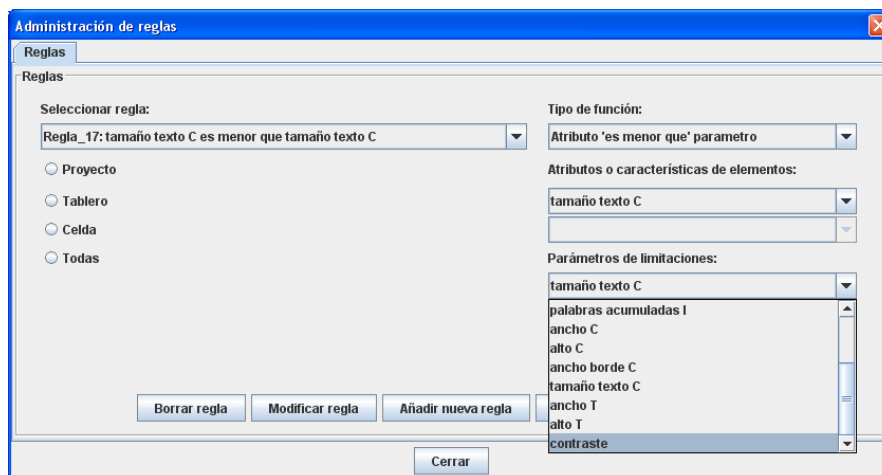 Administración de reglas
Reglas
Reglas
Seleccionar regla:
Regla_17: tamaño texto C es menor que tamaño texto C
Proyecto
Tablero
Celda
Todas
Tipo de función:
Atributo 'es menor que' parametro
Atributos o características de elementos:
tamaño texto C
Parámetros de limitaciones:
tamaño texto C
palabras acumuladas I
ancho C
alto C
ancho borde C
tamaño texto C
ancho T
alto T
contraste
Borrar regla
Modificar regla
Añadir nueva regla
Cerrar